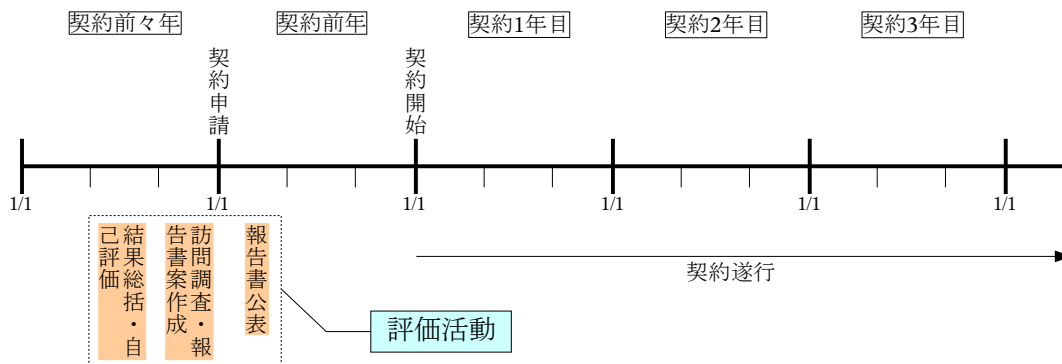 契約前々年
契約前年
契約1年目
契約2年目
契約3年目
契約申請
契約開始
1/1
1/1
1/1
1/1
1/1
1/1
結果総括・自
己評価
訪問調査・報
告書案作成
報告書公表
契約遂行
評価活動